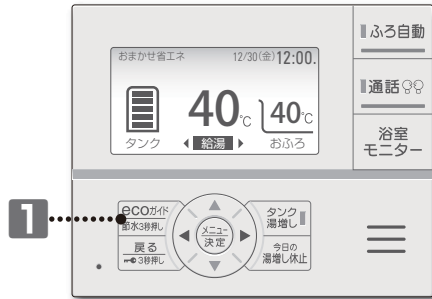 おまかせ省エネ 12/30(金)12:00.
40℃ 40℃
タンク 給湯 おふろ
ふろ自動
通話
浴室
モニター
1
ecoガイド
節水3秒押し
戻る
3秒押し
メニュー
決定
タンク
湯増し
今日の
湯増し休止